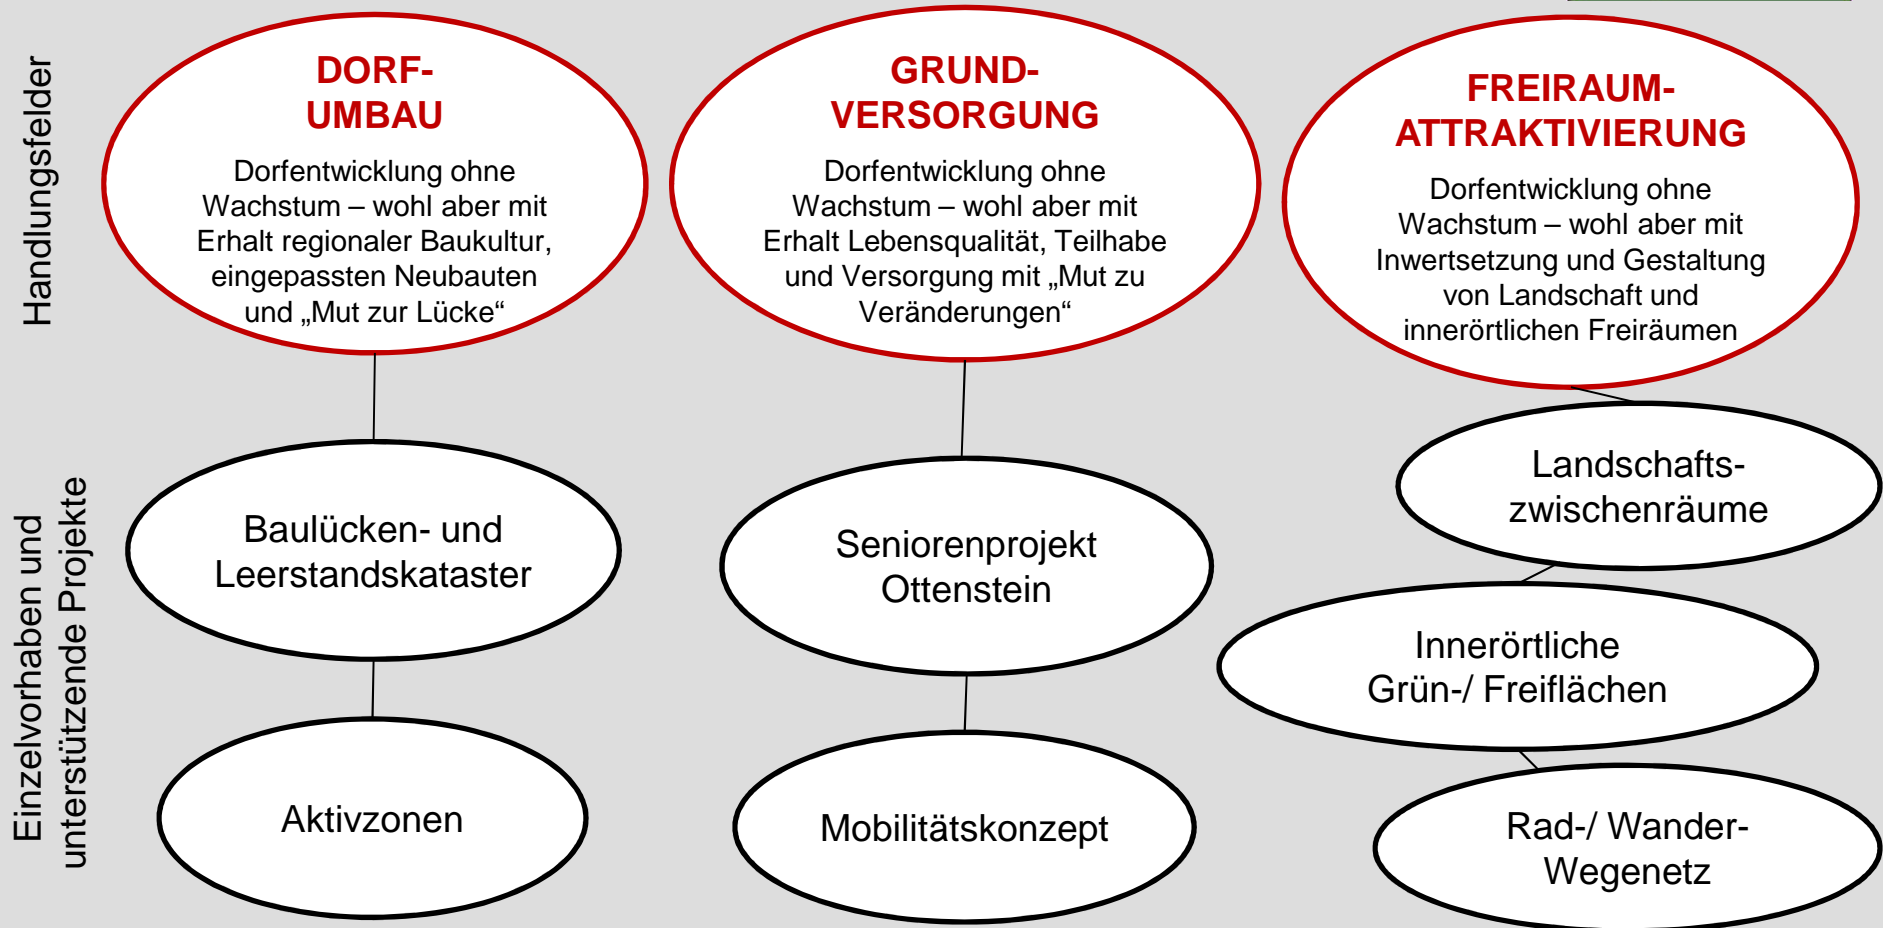 Handlungsfelder
DORF-
UMBAU
Dorfentwicklung ohne
Wachstum – wohl aber mit
Erhalt regionaler Baukultur,
eingepassten Neubauten
und „Mut zur Lücke“
GRUND-
VERSORGUNG
Dorfentwicklung ohne
Wachstum – wohl aber mit
Erhalt Lebensqualität, Teilhabe
und Versorgung mit „Mut zu
Veränderungen“
FREIRAUM-
ATTRAKTIVIERUNG
Dorfentwicklung ohne
Wachstum – wohl aber mit
Inwertsetzung und Gestaltung
von Landschaft und
innerörtlichen Freiräumen
Einzelvorhaben und
unterstützende Projekte
Baulücken- und
Leerstandskataster
Aktivzonen
Seniorenprojekt
Ottenstein
Mobilitätskonzept
Landschafts-
zwischenräume
Innerörtliche
Grün-/ Freiflächen
Rad-/ Wander-
Wegenetz